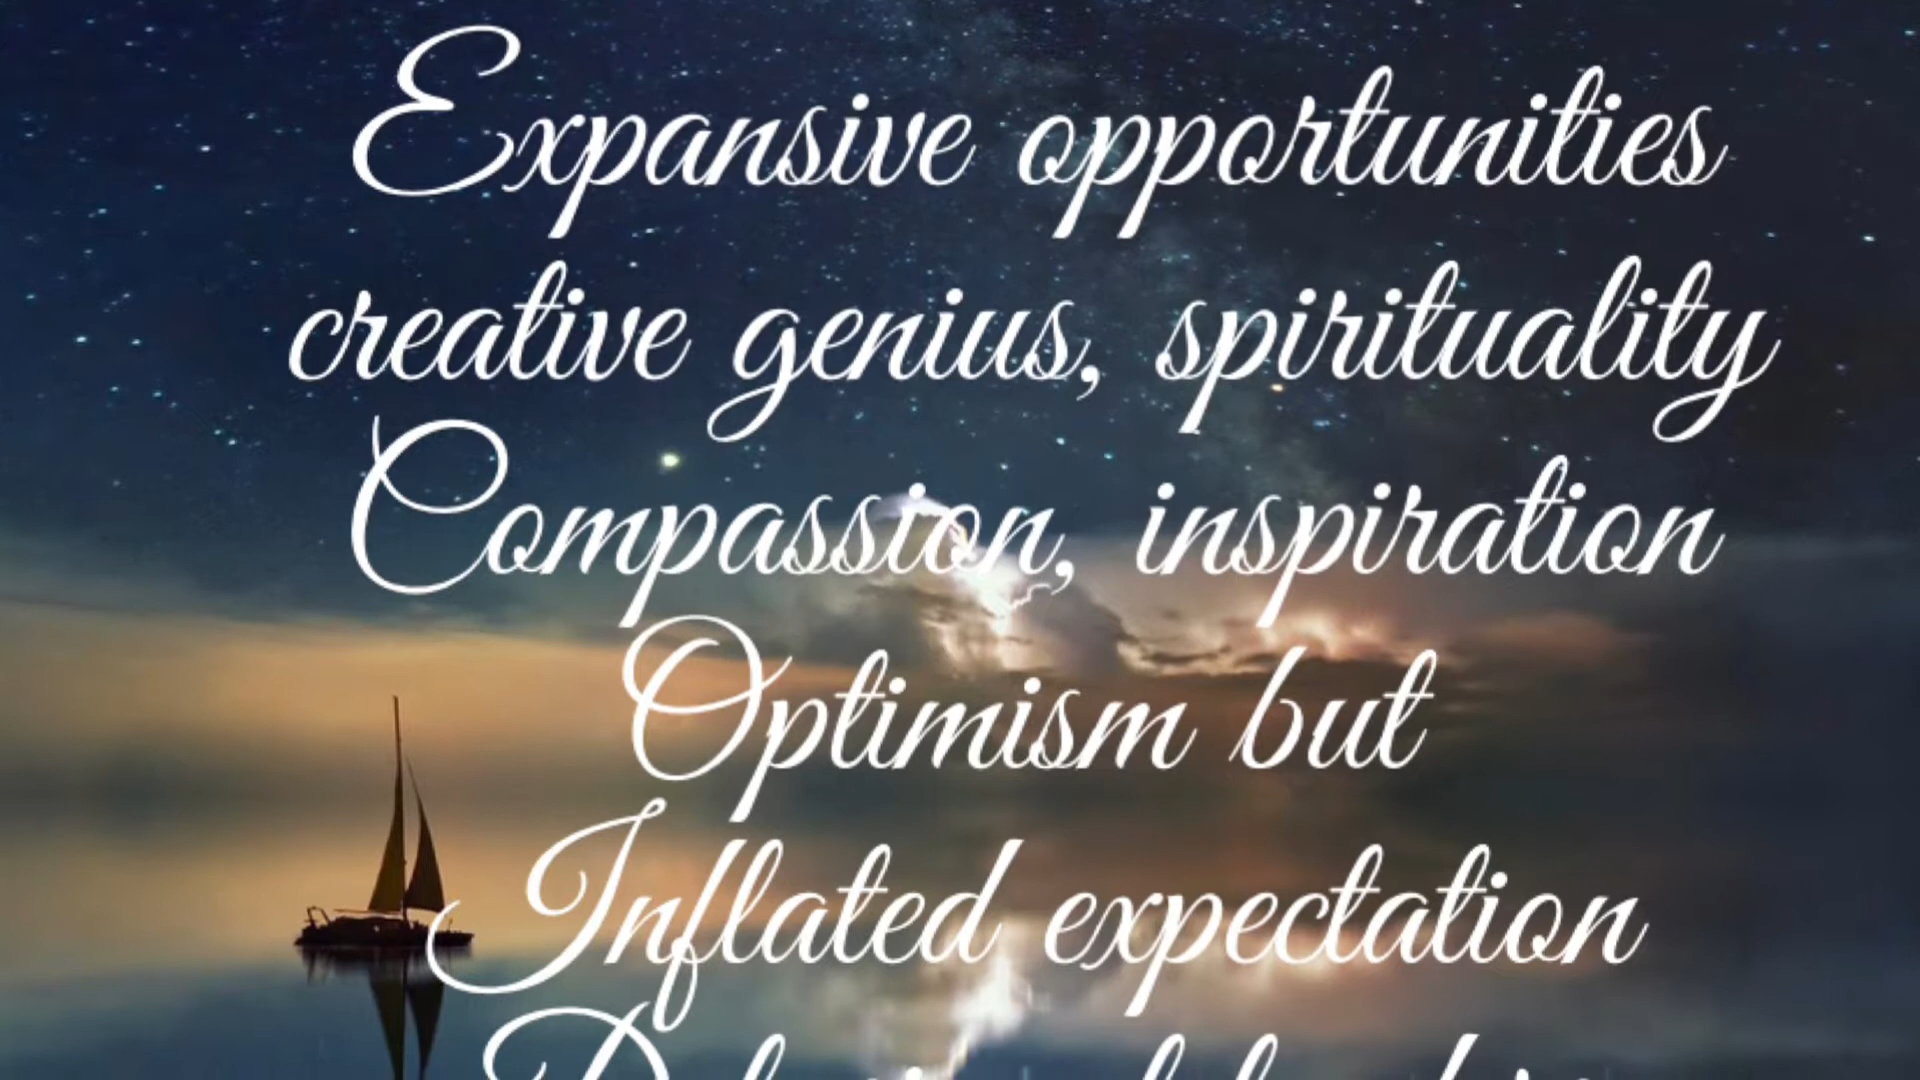 Expansive opportunities
creative genius, spirituality
Compassion, inspiration
Optimism but
Inflated expectation